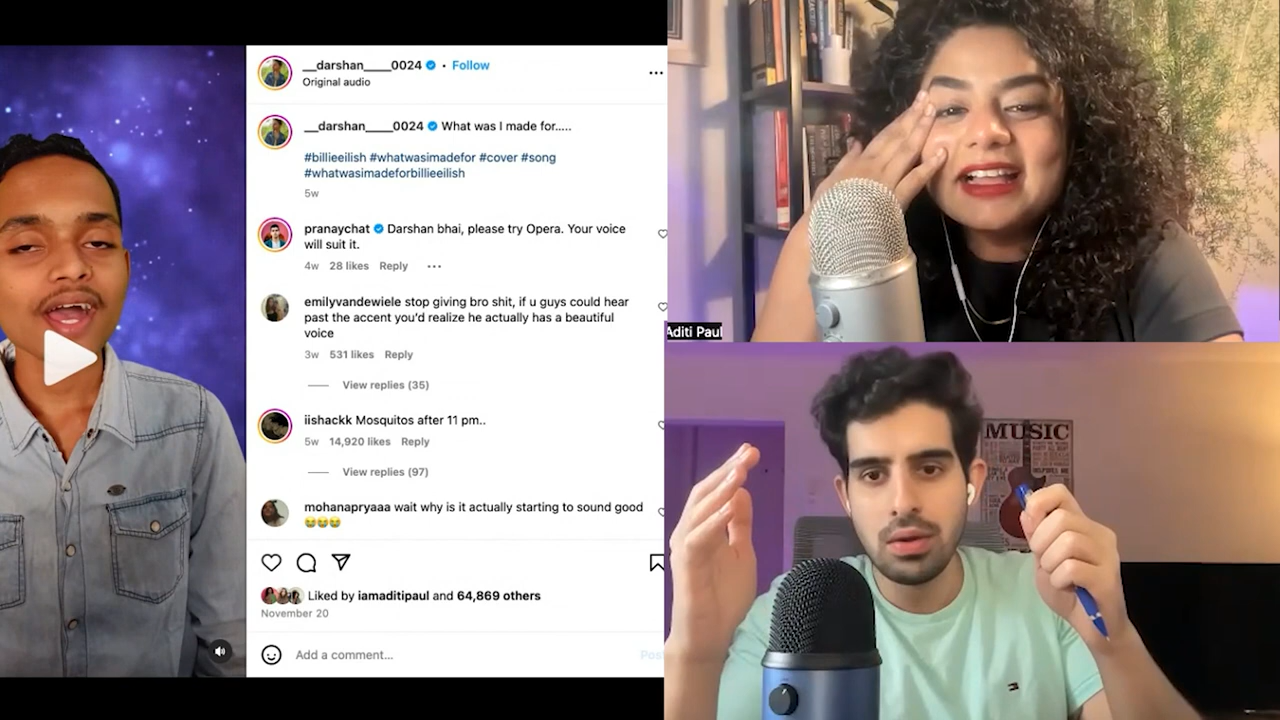 __darshan____0024 • Follow
Original audio
__darshan____0024 What was I made for.....
#billieeilish #whatwasimadefor #cover #song
#whatwasimadeforbillieeilish
5w
pranaychat Darshan bhai, please try Opera. Your voice
will suit it.
4w 28 likes Reply
emilyvandewiele stop giving bro shit, if u guys could hear
past the accent you'd realize he actually has a beautiful
voice
3w 531 likes Reply
View replies (35)
iishackk Mosquitos after 11 pm..
5w 14,920 likes Reply
View replies (97)
mohanapryaaa wait why is it actually starting to sound good
😂😂😂
Liked by iamaditipaul and 64,869 others
November 20
Add a comment...
Post
Aditi Paul
MUSIC